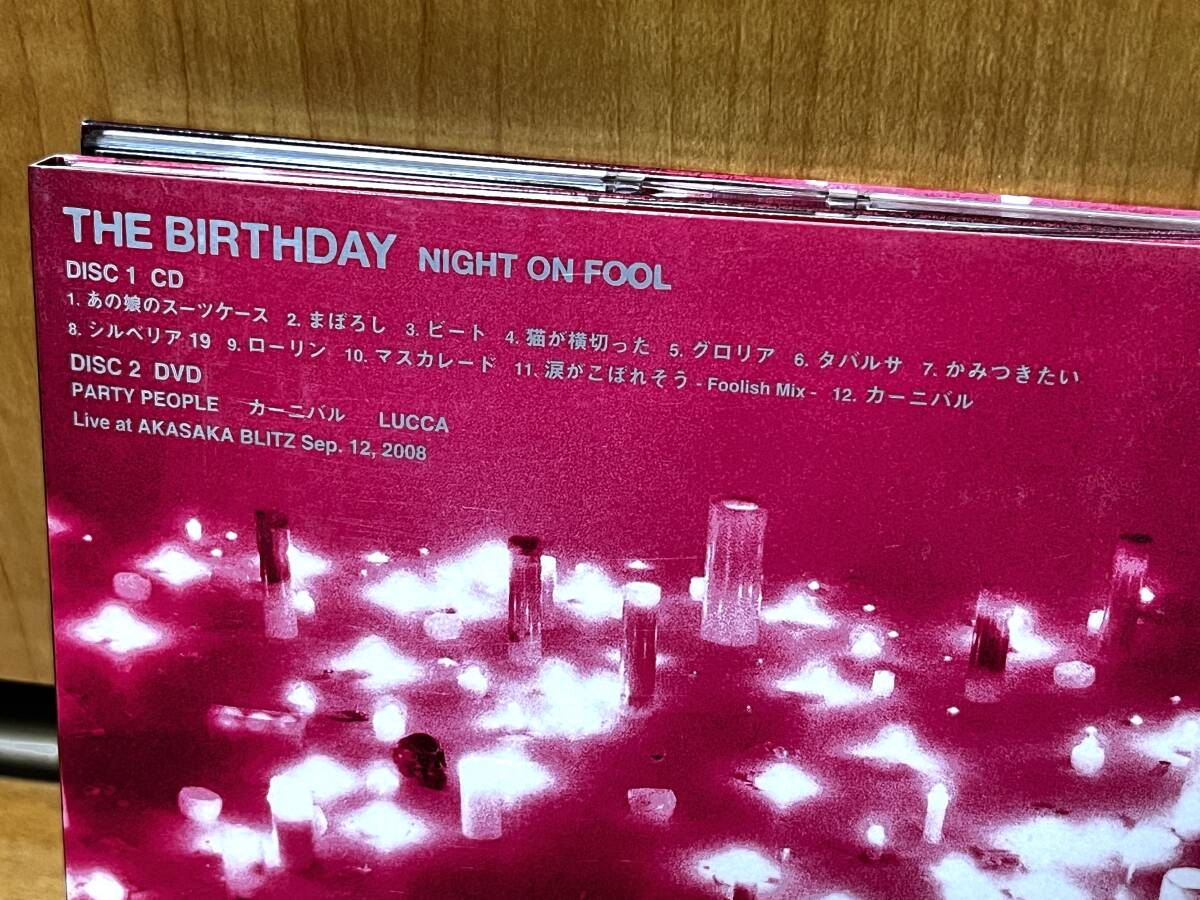 THE BIRTHDAY NIGHT ON FOOL
DISC 1 CD
1. あの娘のスーツケース 2. まぼろし 3. ビート 4. 猫が横切った 5. グロリア 6. タバルサ 7. かみつきたい
8. シルベリア 19 9. ローリン 10. マスカレード 11. 涙がこぼれそう - Foolish Mix - 12. カーニバル
DISC 2 DVD
PARTY PEOPLE カーニバル LUCCA
Live at AKASAKA BLITZ Sep. 12, 2008